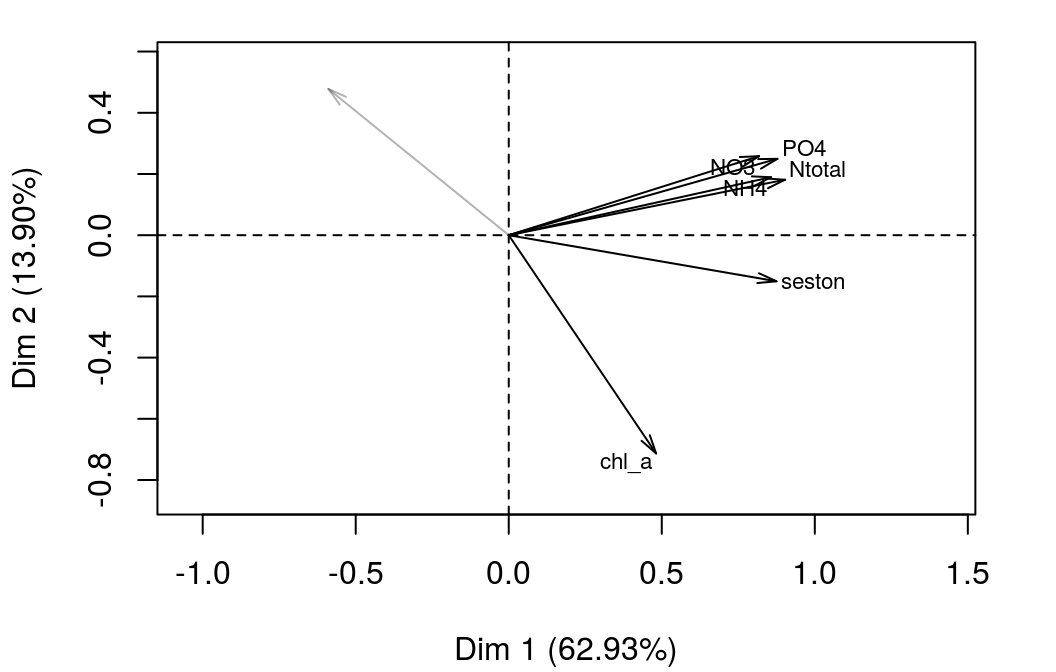 0.4
0.0
-0.4
-0.8
Dim 2 (13.90%)
PO4
NO3
Ntotal
NH4
seston
chl_a
-1.0
-0.5
0.0
0.5
1.0
1.5
Dim 1 (62.93%)